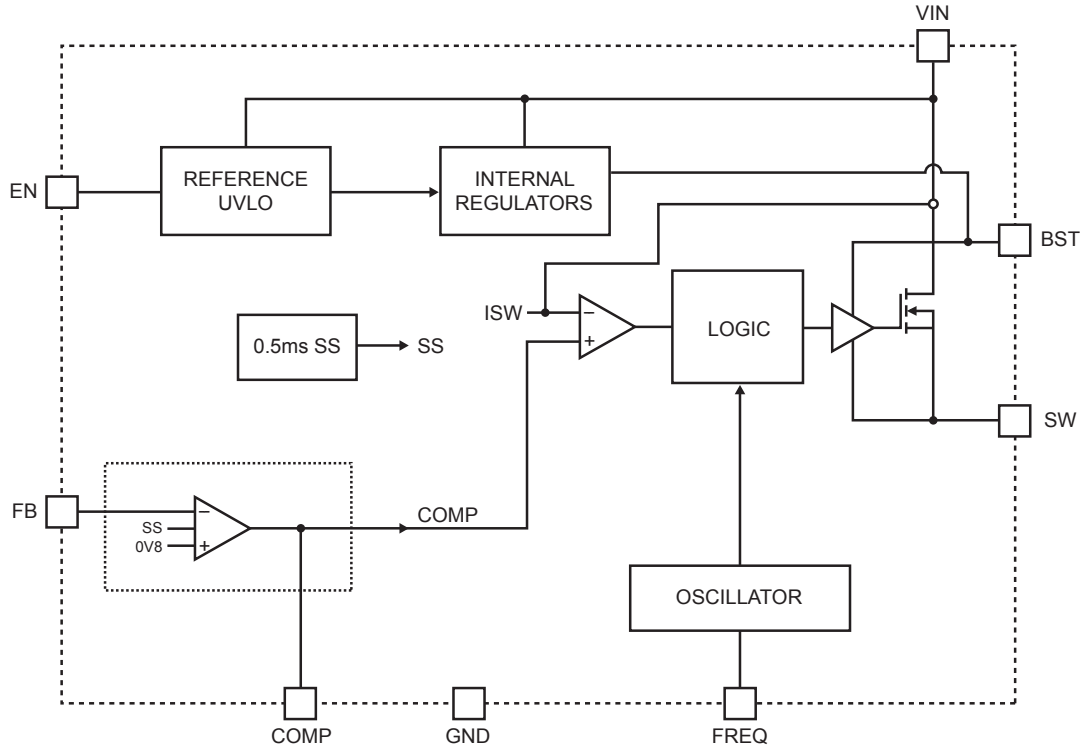 VIN
EN
REFERENCE
UVLO
INTERNAL
REGULATORS
BST
ISW
−
+
LOGIC
0.5ms SS
SS
SW
FB
−
SS
0V8
+
COMP
OSCILLATOR
COMP
GND
FREQ